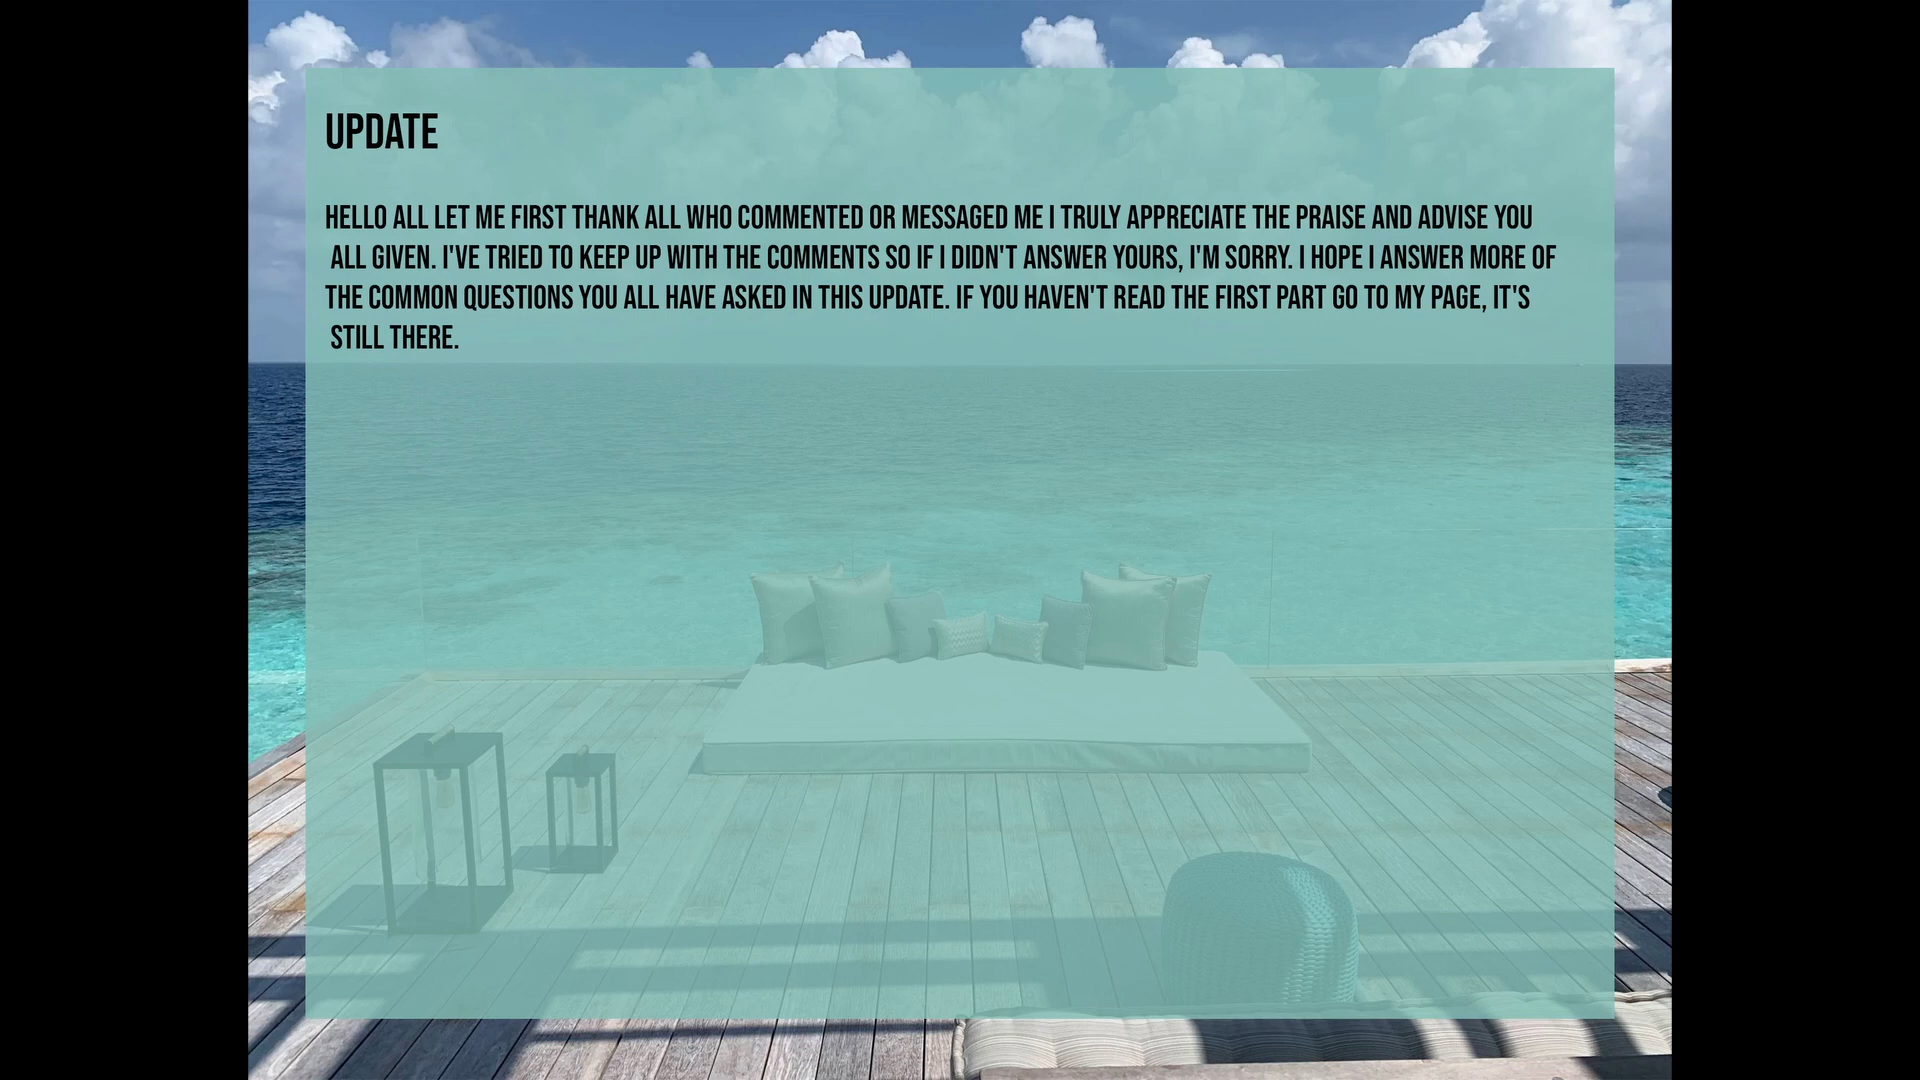 UPDATE
HELLO ALL LET ME FIRST THANK ALL WHO COMMENTED OR MESSAGED ME I TRULY APPRECIATE THE PRAISE AND ADVISE YOU
ALL GIVEN. I'VE TRIED TO KEEP UP WITH THE COMMENTS SO IF I DIDN'T ANSWER YOURS, I'M SORRY. I HOPE I ANSWER MORE OF
THE COMMON QUESTIONS YOU ALL HAVE ASKED IN THIS UPDATE. IF YOU HAVEN'T READ THE FIRST PART GO TO MY PAGE, IT'S
STILL THERE.